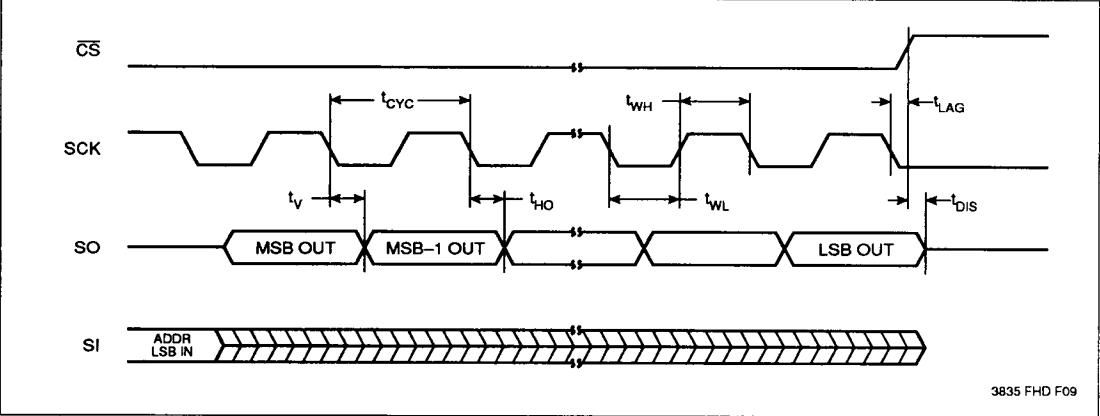 CS
tCYC
tWH
tLAG
SCK
tV
tHO
tWL
tDIS
SO
MSB OUT
MSB–1 OUT
LSB OUT
SI
ADDR
LSB IN
3835 FHD F09